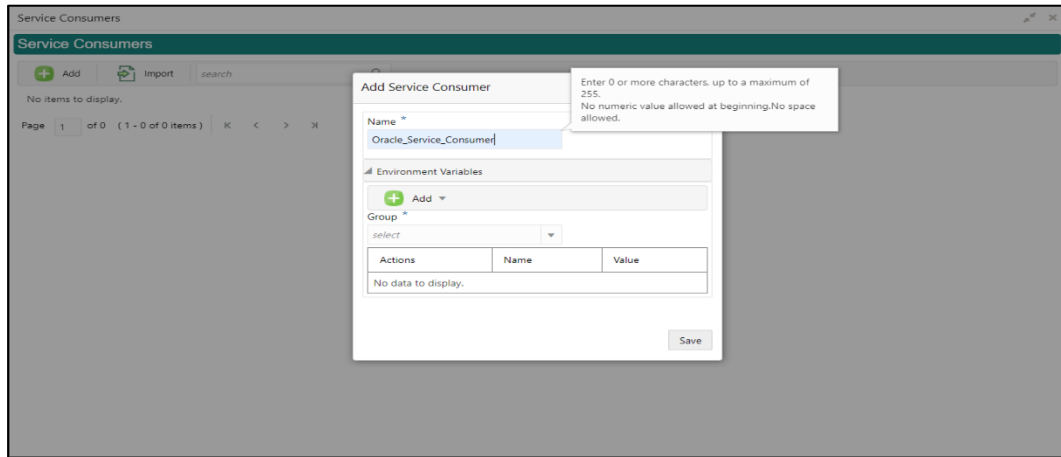 Service Consumers
Service Consumers
Add Import search
No items to display.
Page 1 of 0 (1 - 0 of 0 items) K < > Ʞ
Add Service Consumer
Enter 0 or more characters, up to a maximum of
255.
No numeric value allowed at beginning.No space
allowed.
Name *
Oracle_Service_Consumer
Environment Variables
Add
Group *
select
Actions Name Value
No data to display.
Save